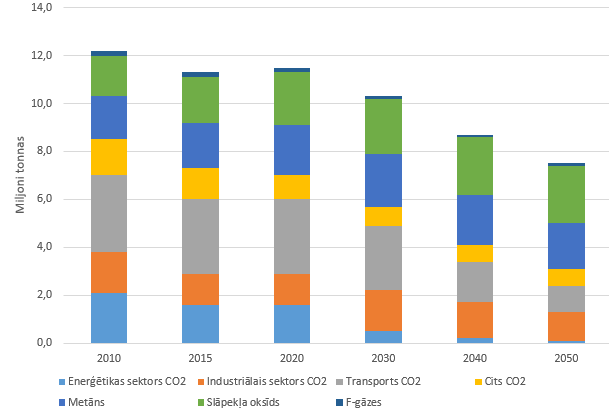 14,0
12,0
10,0
8,0
6,0
4,0
2,0
0,0
Miljoni tonnas
2010 2015 2020 2030 2040 2050
Enerģētikas sektors CO2 Industriālais sektors CO2 Transports CO2 Cits CO2
Metāns Slāpekļa oksīds F-gāzes